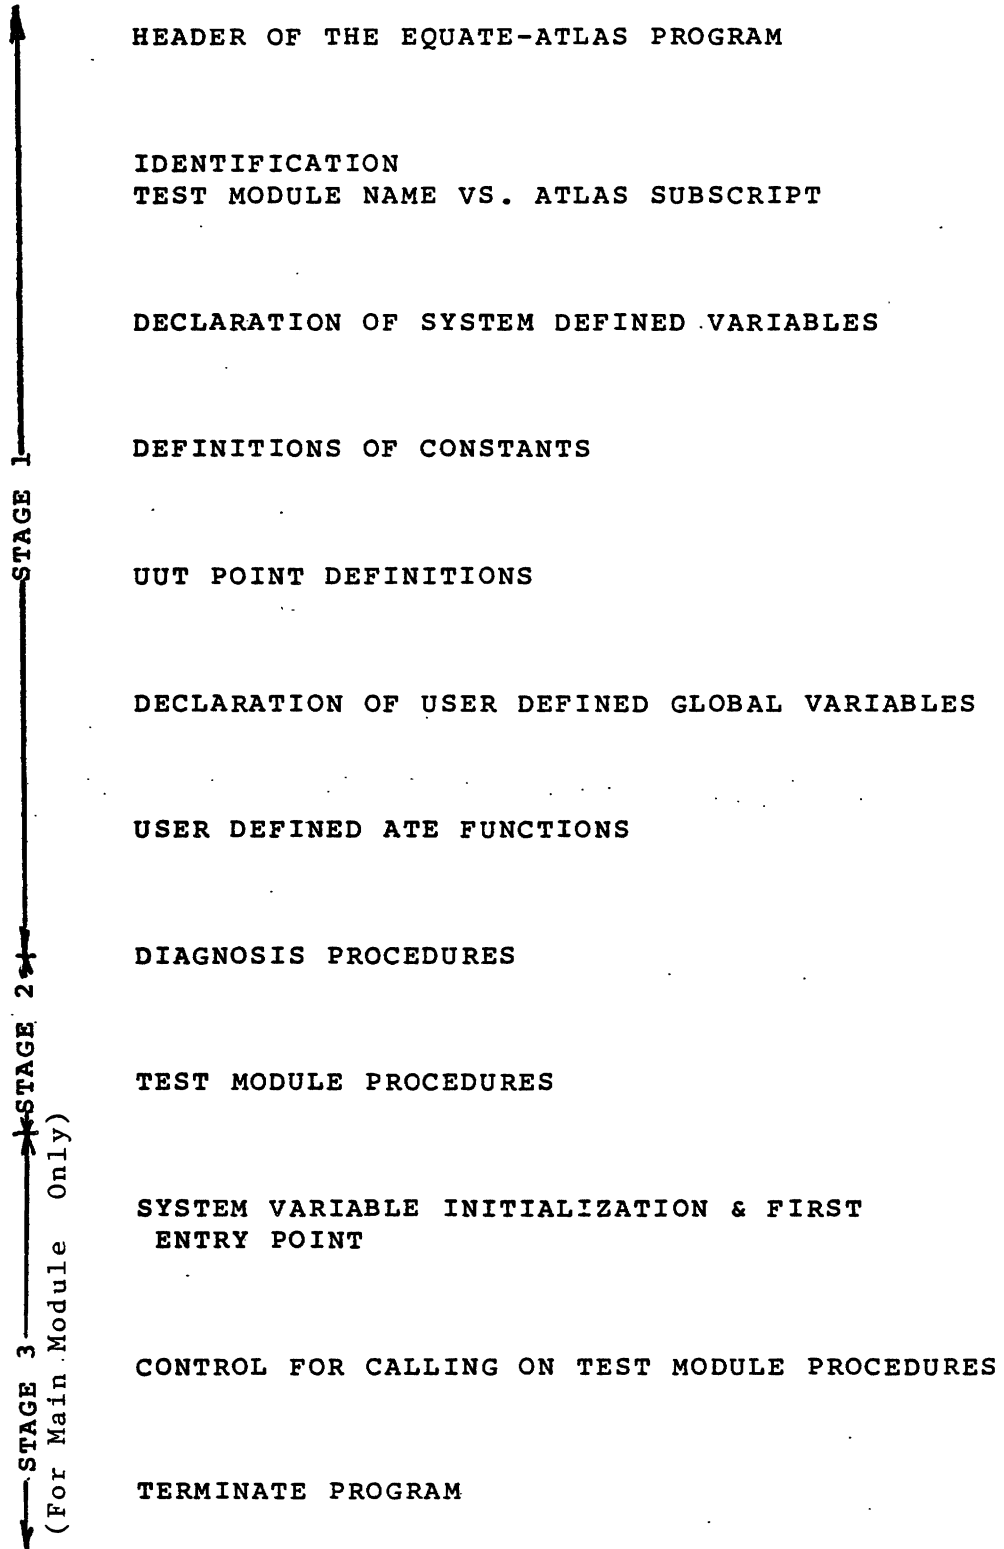 HEADER OF THE EQUATE-ATLAS PROGRAM
IDENTIFICATION
TEST MODULE NAME VS. ATLAS SUBSCRIPT
DECLARATION OF SYSTEM DEFINED VARIABLES
DEFINITIONS OF CONSTANTS
UUT POINT DEFINITIONS
DECLARATION OF USER DEFINED GLOBAL VARIABLES
USER DEFINED ATE FUNCTIONS
DIAGNOSIS PROCEDURES
TEST MODULE PROCEDURES
SYSTEM VARIABLE INITIALIZATION & FIRST
ENTRY POINT
CONTROL FOR CALLING ON TEST MODULE PROCEDURES
TERMINATE PROGRAM
STAGE 1
STAGE 2
STAGE 3
(For Main Module Only)